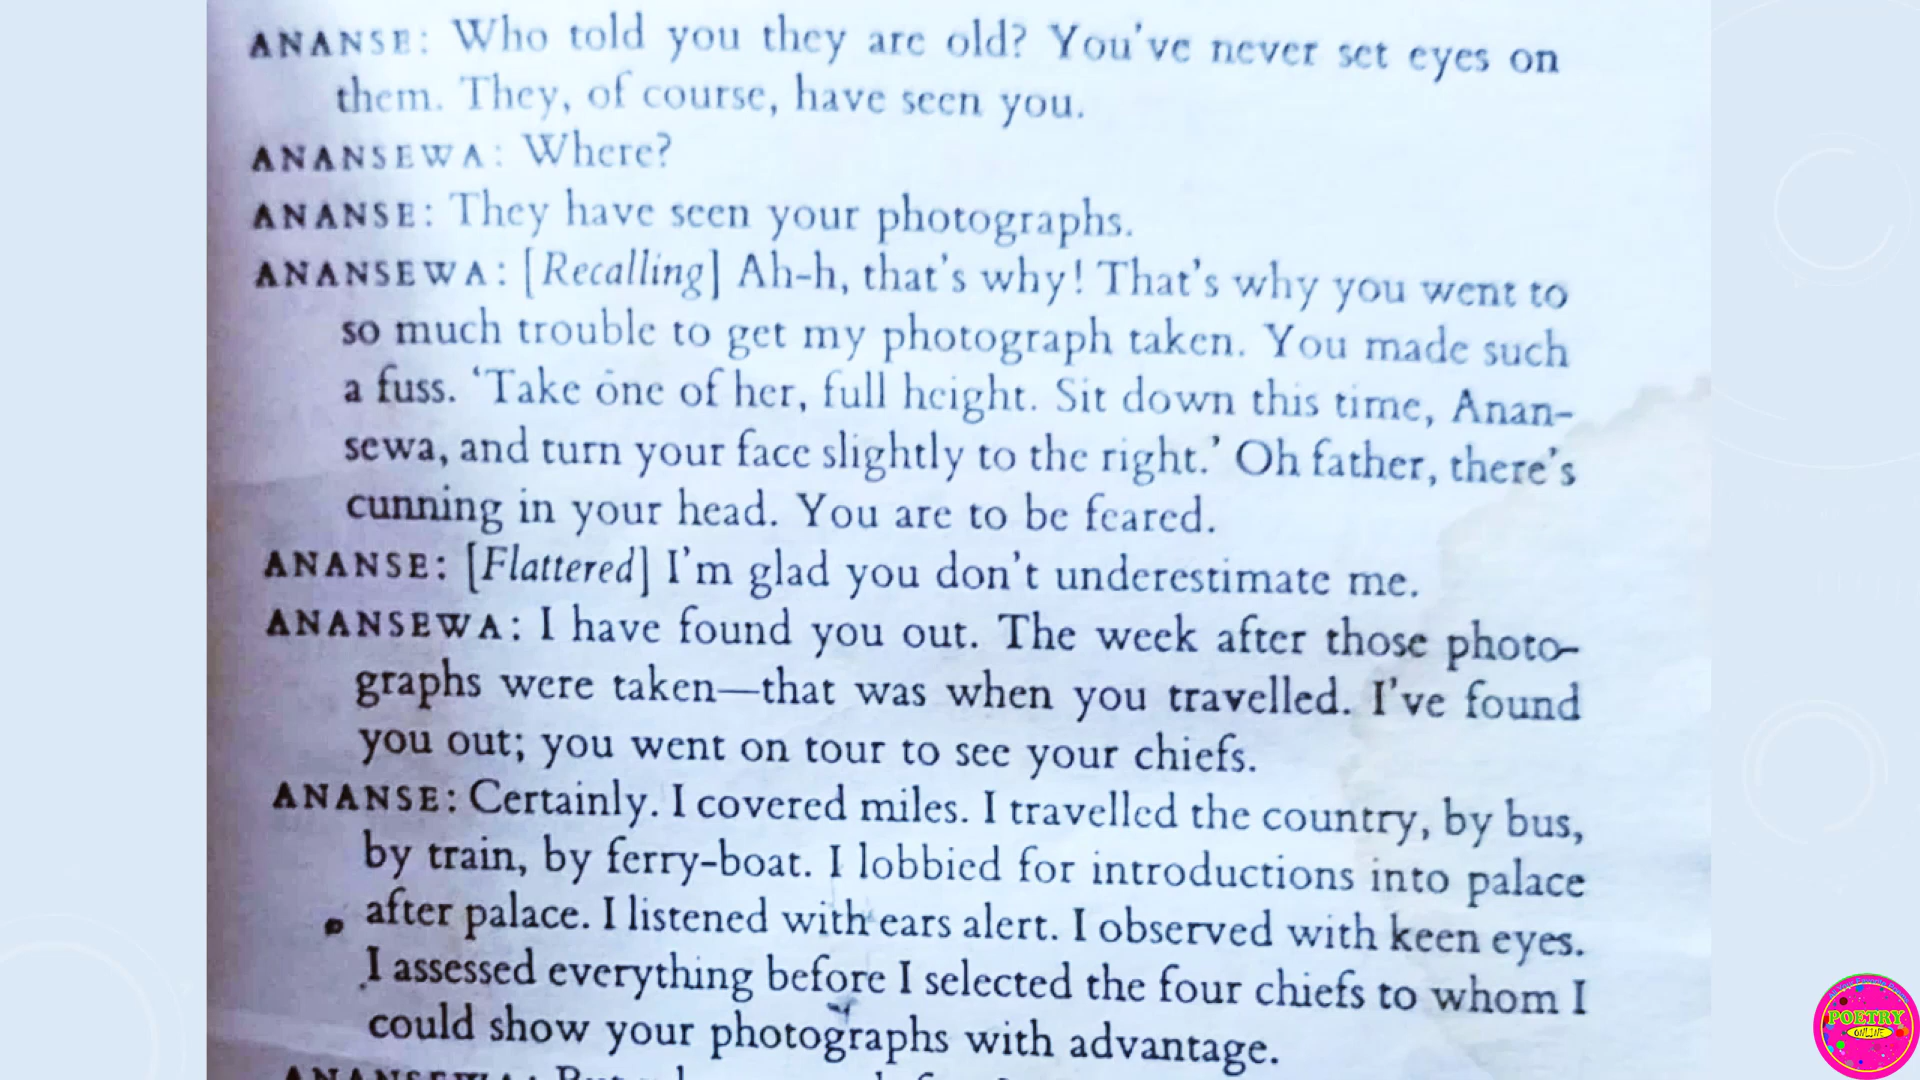 ANANSE: Who told you they are old? You've never set eyes on
them. They, of course, have seen you.
ANANSEWA: Where?
ANANSE: They have seen your photographs.
ANANSEWA: [Recalling] Ah-h, that's why! That's why you went to
so much trouble to get my photograph taken. You made such
a fuss. 'Take one of her, full height. Sit down this time, Anan-
sewa, and turn your face slightly to the right.' Oh father, there's
cunning in your head. You are to be feared.
ANANSE: [Flattered] I'm glad you don't underestimate me.
ANANSEWA: I have found you out. The week after those photo-
graphs were taken—that was when you travelled. I've found
you out; you went on tour to see your chiefs.
ANANSE: Certainly. I covered miles. I travelled the country, by bus,
by train, by ferry-boat. I lobbied for introductions into palace
after palace. I listened with ears alert. I observed with keen eyes.
I assessed everything before I selected the four chiefs to whom I
could show your photographs with advantage.
ANANSEWA:
POETRY
ONLINE